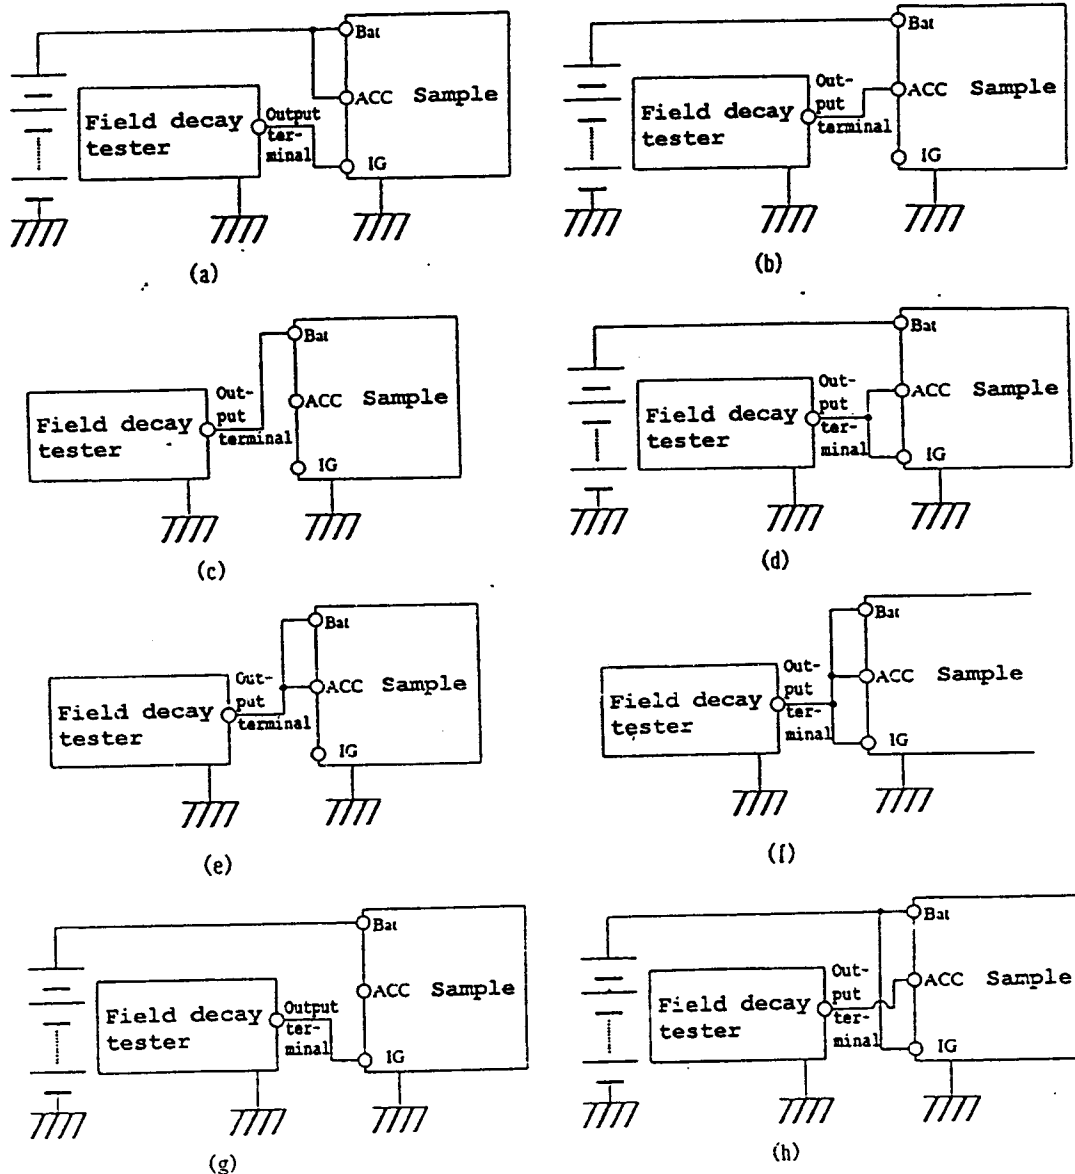 Bat
ACC Sample
Field decay
tester
Output
ter-
minal
IG
(a)
Bat
Out-
put
terminal
ACC Sample
Field decay
tester
IG
(b)
Bat
ACC Sample
Out-
put
terminal
Field decay
tester
IG
(c)
Bat
Out-
put
ter-
minal
ACC Sample
Field decay
tester
IG
(d)
Bat
Out-
put
terminal
ACC Sample
Field decay
tester
IG
(e)
Bat
Out-
put
ter-
minal
ACC Sample
Field decay
tester
IG
(f)
Bat
ACC Sample
Field decay
tester
Output
ter-
minal
IG
(g)
Bat
Out-
put
ter-
minal
ACC Sample
Field decay
tester
IG
(h)